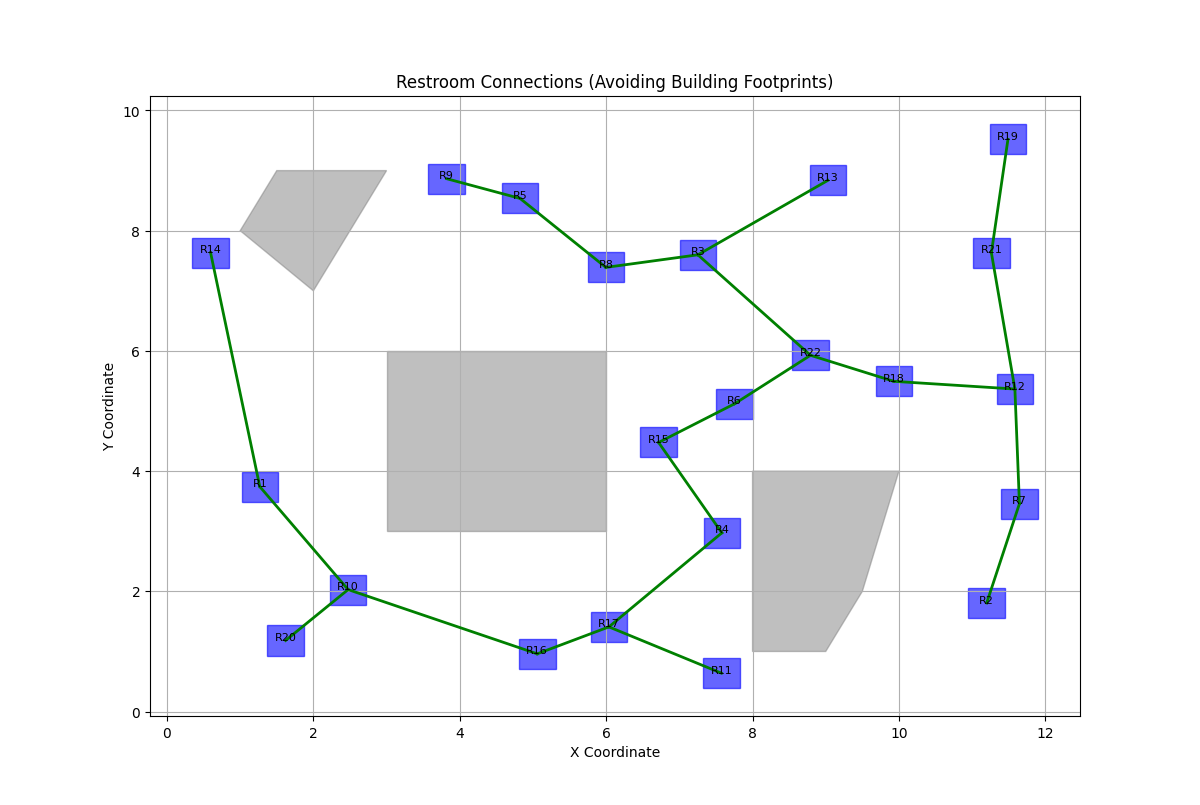 Restroom Connections (Avoiding Building Footprints)
Y Coordinate
10
8
6
4
2
0
R19
R9
R13
R5
R14
R21
R3
R8
R22
R18
R12
R6
R15
R1
R7
R4
R10
R2
R17
R20
R16
R11
0 2 4 6 8 10 12
X Coordinate